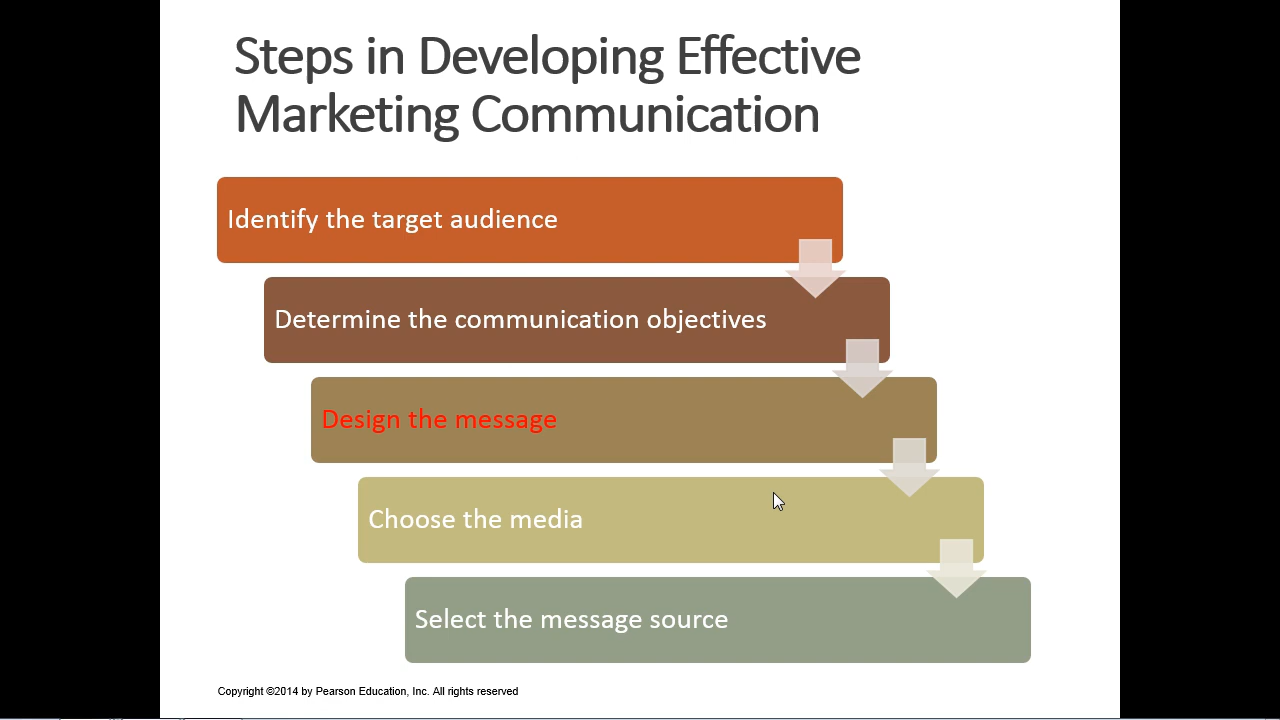 Steps in Developing Effective
Marketing Communication
Identify the target audience
Determine the communication objectives
Design the message
Choose the media
Select the message source
Copyright ©2014 by Pearson Education, Inc. All rights reserved